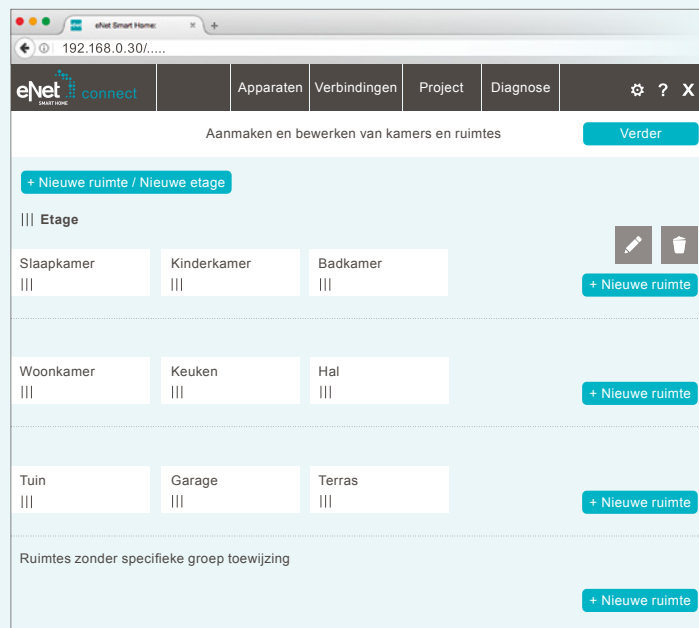 eNet eNet Smart Home: × +
192.168.0.30/.....
eNet SMART HOME connect Apparaten Verbindingen Project Diagnose ? X
Aanmaken en bewerken van kamers en ruimtes Verder
+ Nieuwe ruimte / Nieuwe etage
||| Etage
Slaapkamer Kinderkamer Badkamer
||| ||| ||| + Nieuwe ruimte
Woonkamer Keuken Hal
||| ||| ||| + Nieuwe ruimte
Tuin Garage Terras
||| ||| ||| + Nieuwe ruimte
Ruimtes zonder specifieke groep toewijzing
+ Nieuwe ruimte